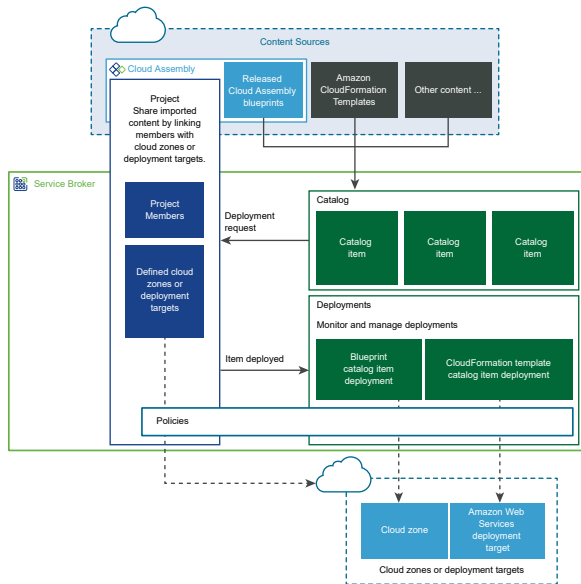 Content Sources
Cloud Assembly
Released
Cloud Assembly
blueprints
Amazon
CloudFormation
Templates
Other content ...
Project
Share imported
content by linking
members with
cloud zones or
deployment targets.
Service Broker
Project
Members
Deployment
request
Catalog
Catalog
item
Catalog
item
Catalog
item
Defined cloud
zones or
deployment
targets
Deployments
Monitor and manage deployments
Item deployed
Blueprint
catalog item
deployment
CloudFormation template
catalog item deployment
Policies
Cloud zone
Amazon Web
Services
deployment
target
Cloud zones or deployment targets